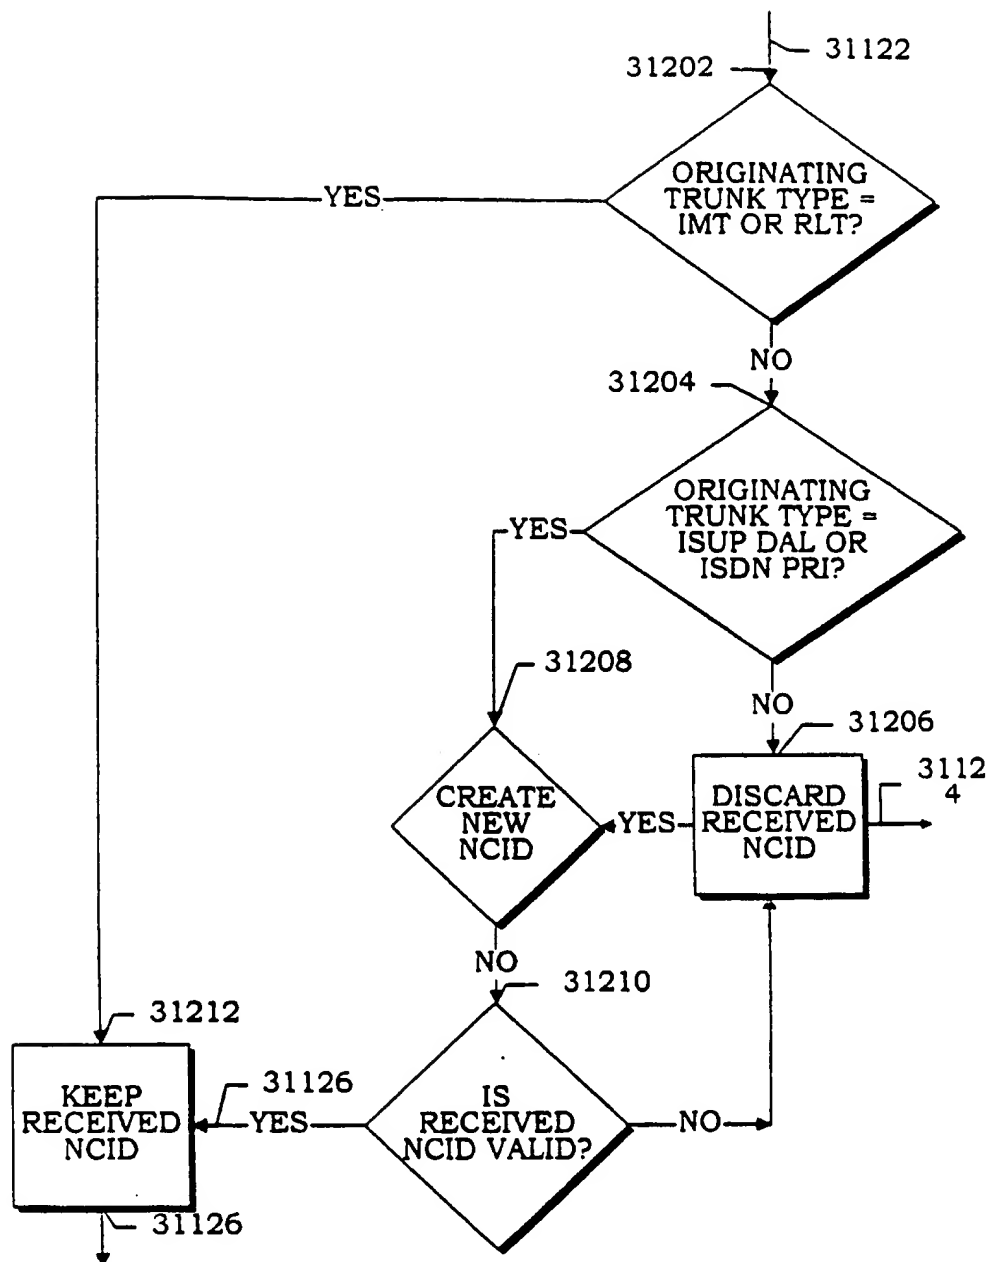 31122
31202
ORIGINATING
TRUNK TYPE =
IMT OR RLT?
YES
NO
31204
ORIGINATING
TRUNK TYPE =
ISUP DAL OR
ISDN PRI?
YES
NO
31208
31206
3112
4
CREATE
NEW
NCID
YES
DISCARD
RECEIVED
NCID
NO
31210
31212
KEEP
RECEIVED
NCID
31126
YES
IS
RECEIVED
NCID VALID?
NO
31126